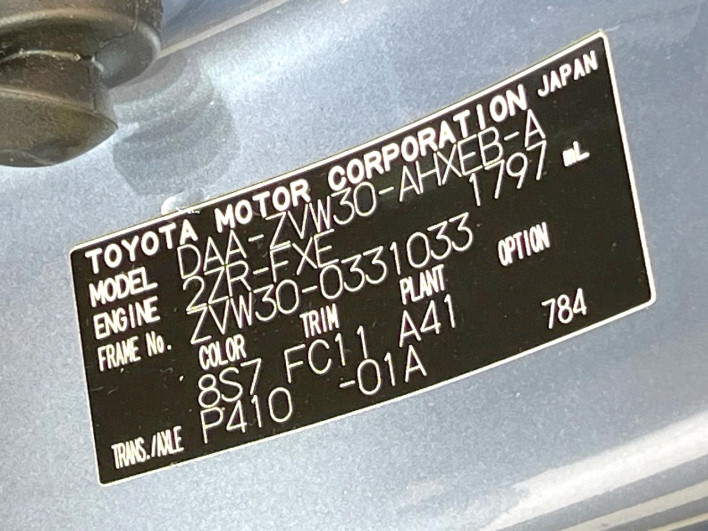 TOYOTA MOTOR CORPORATION JAPAN
MODEL DAA-ZVW30-AHXEB-A
ENGINE 2ZR-FXE 1797 mL
FRAME No. ZVW30-0331033
COLOR TRIM PLANT OPTION
8S7 FC11 A41 784
TRANS./AXLE P410 -01A